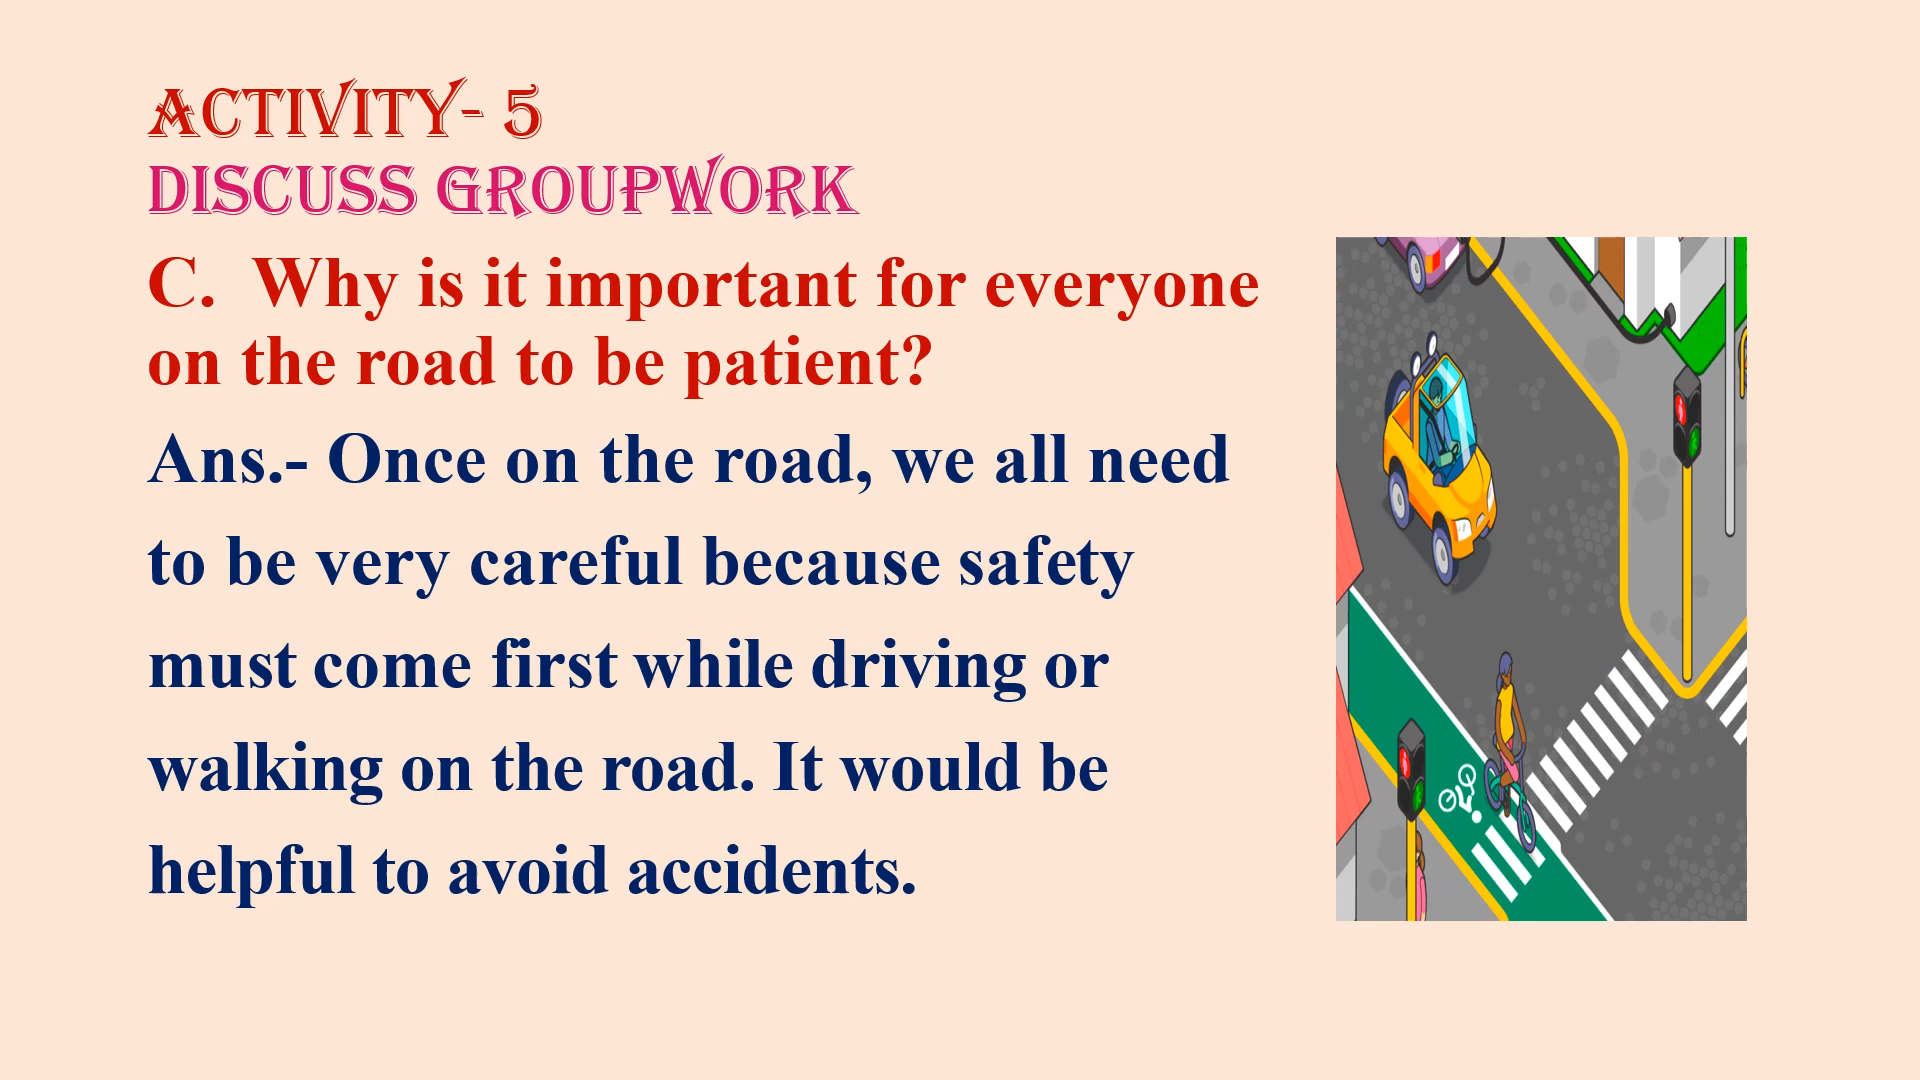 ACTIVITY- 5
DISCUSS GROUPWORK
C.  Why is it important for everyone
on the road to be patient?
Ans.- Once on the road, we all need
to be very careful because safety
must come first while driving or
walking on the road. It would be
helpful to avoid accidents.